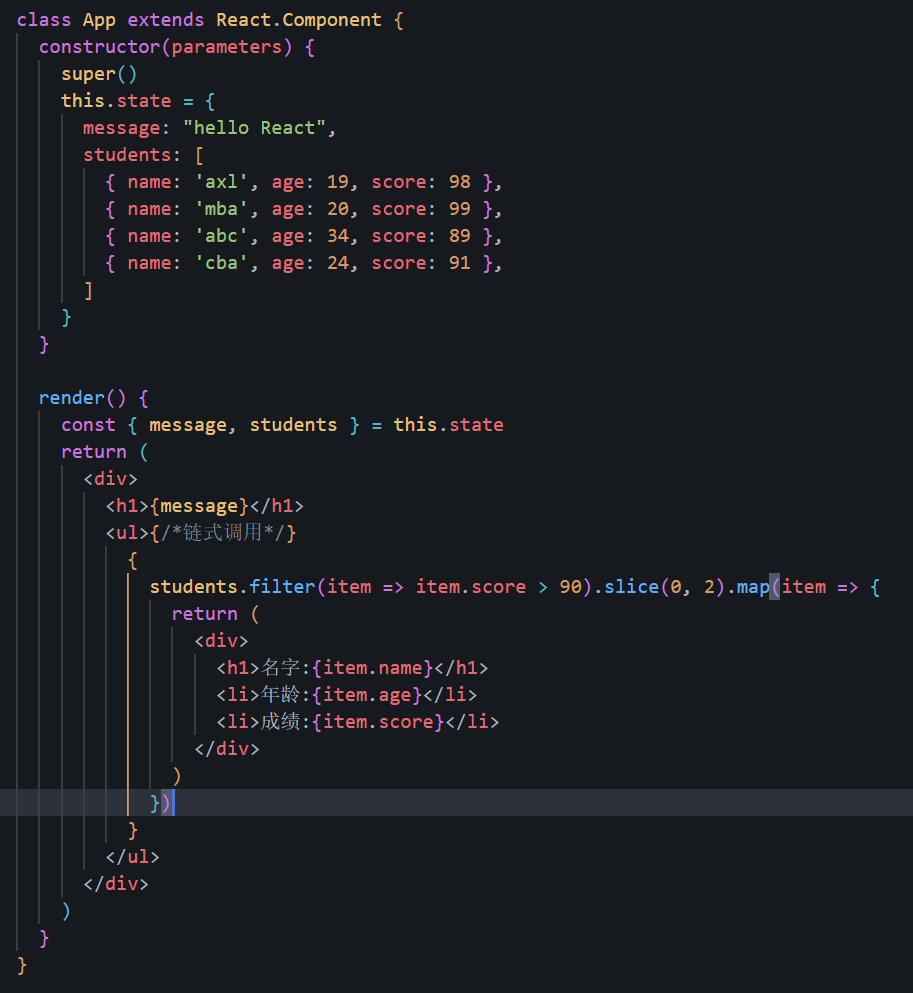 class App extends React.Component {
  constructor(parameters) {
    super()
    this.state = {
      message: "hello React",
      students: [
        { name: 'axl', age: 19, score: 98 },
        { name: 'mba', age: 20, score: 99 },
        { name: 'abc', age: 34, score: 89 },
        { name: 'cba', age: 24, score: 91 },
      ]
    }
  }

  render() {
    const { message, students } = this.state
    return (
      <div>
        <h1>{message}</h1>
        <ul>{/*链式调用*/}
          {
            students.filter(item => item.score > 90).slice(0, 2).map(item => {
              return (
                <div>
                  <h1>名字:{item.name}</h1>
                  <li>年龄:{item.age}</li>
                  <li>成绩:{item.score}</li>
                </div>
              )
            })
          }
        </ul>
      </div>
    )
  }
}